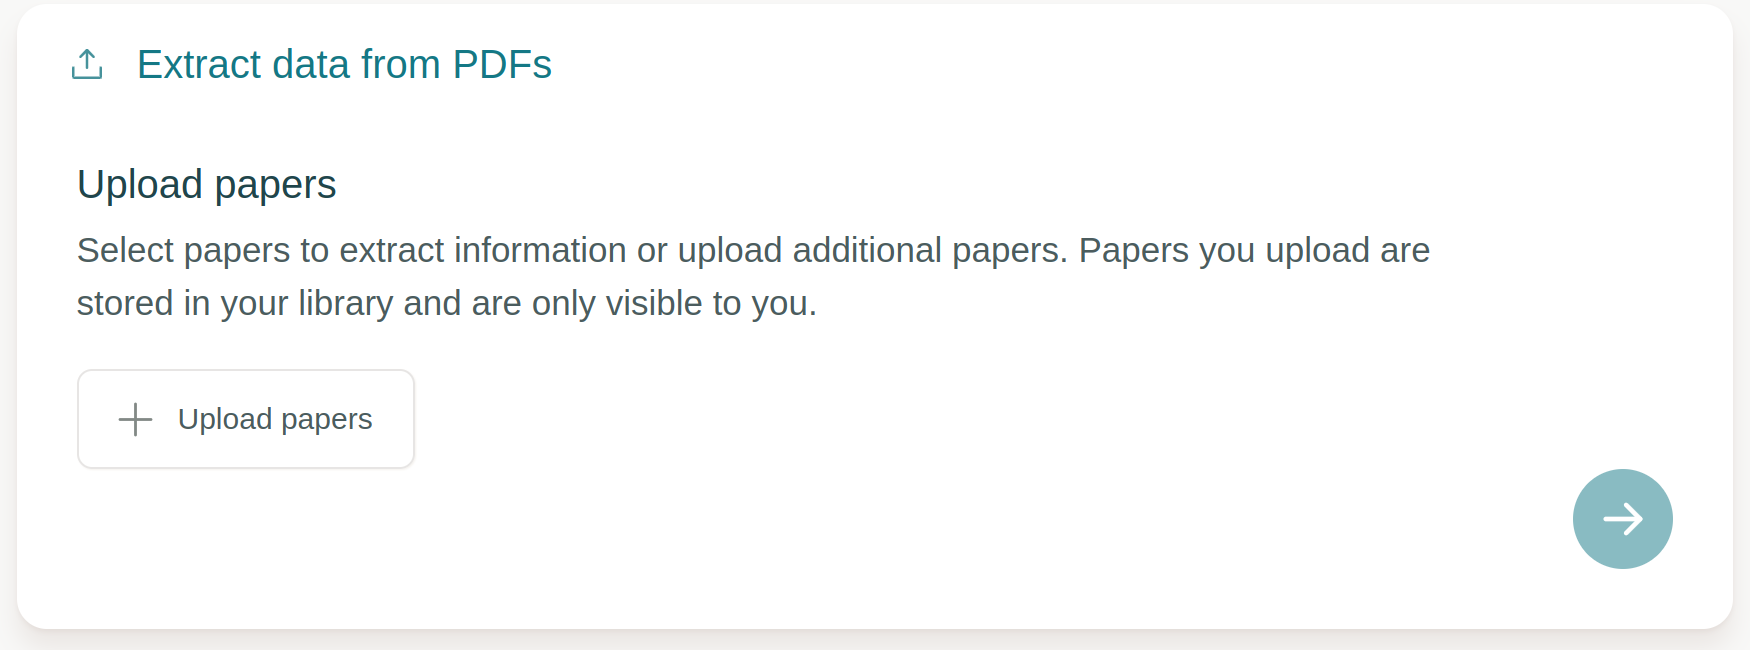 Extract data from PDFs
Upload papers
Select papers to extract information or upload additional papers. Papers you upload are
stored in your library and are only visible to you.
Upload papers